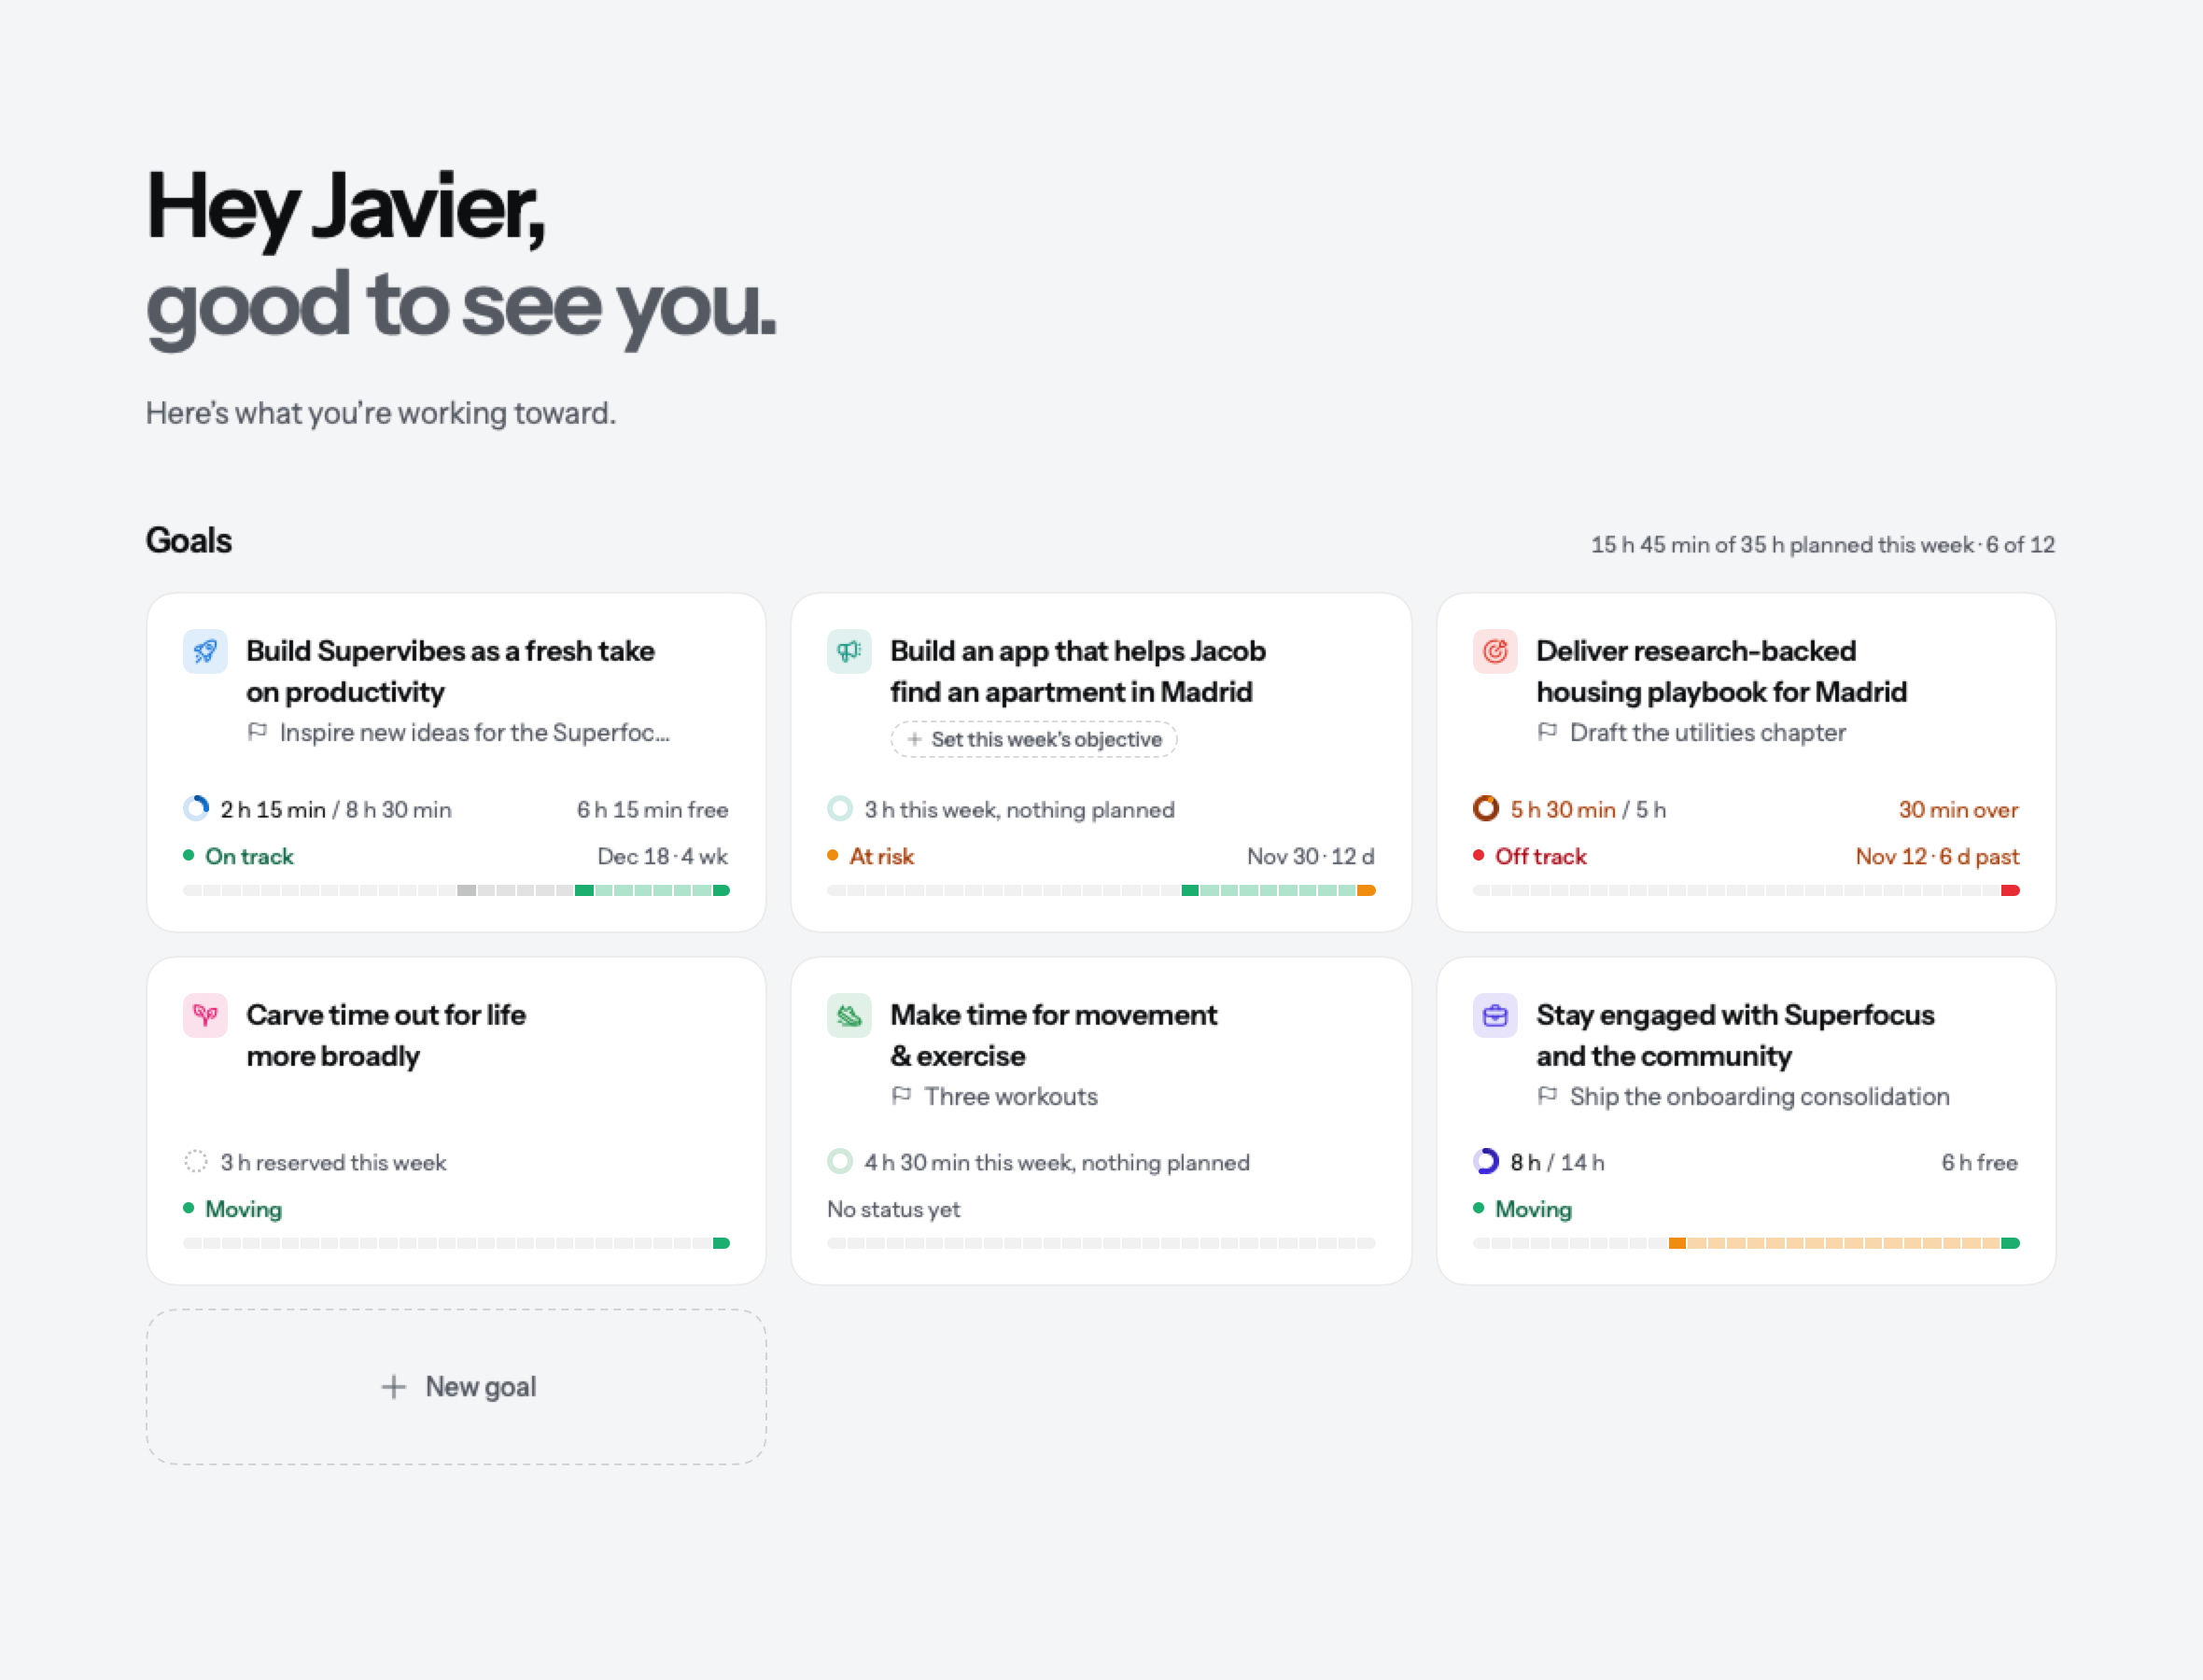 Hey Javier,
good to see you.
Here's what you're working toward.
Goals
15 h 45 min of 35 h planned this week · 6 of 12
Build Supervibes as a fresh take
on productivity
Inspire new ideas for the Superfoc...
2 h 15 min / 8 h 30 min
6 h 15 min free
On track
Dec 18 · 4 wk
Build an app that helps Jacob
find an apartment in Madrid
+ Set this week's objective
3 h this week, nothing planned
At risk
Nov 30 · 12 d
Deliver research-backed
housing playbook for Madrid
Draft the utilities chapter
5 h 30 min / 5 h
30 min over
Off track
Nov 12 · 6 d past
Carve time out for life
more broadly
3 h reserved this week
Moving
Make time for movement
& exercise
Three workouts
4 h 30 min this week, nothing planned
No status yet
Stay engaged with Superfocus
and the community
Ship the onboarding consolidation
8 h / 14 h
6 h free
Moving
+ New goal